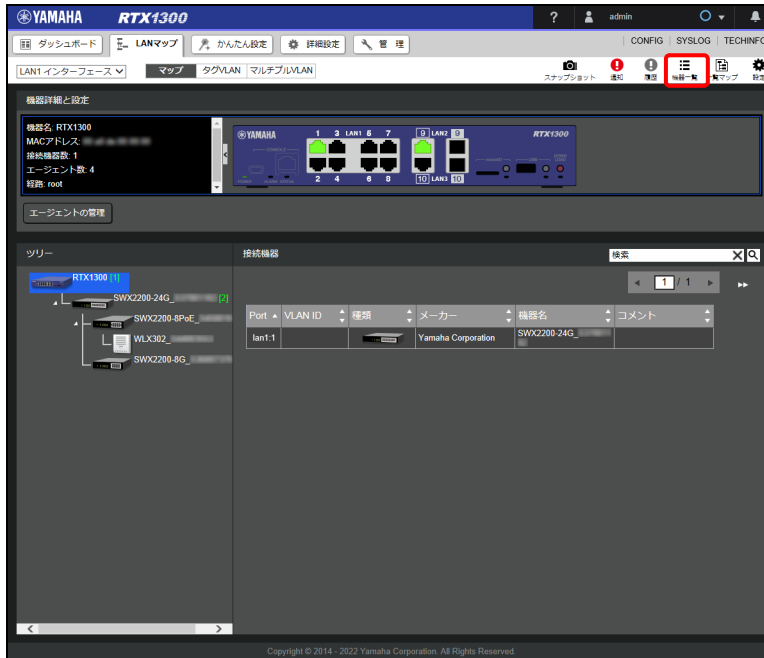 YAMAHA RTX1300 ? admin
ダッシュボード LANマップ かんたん設定 詳細設定 管 理 CONFIG SYSLOG TECHINFO
LAN1 インターフェース マップ タグVLAN マルチプルVLAN スナップショット 通知 履歴 機器一覧 一覧マップ 設定
機器詳細と設定
機器名: RTX1300
MACアドレス:
接続機器数: 1
エージェント数: 4
経路: root
YAMAHA 1 3 LAN1 5 7 9 LAN2 9 RTX1300
2 4 6 8 10 LAN3 10
エージェントの管理
ツリー 接続機器 検索
RTX1300 [1] 1 / 1
SWX2200-24G_ [2]
SWX2200-8PoE_
WLX302_
SWX2200-8G_
Port VLAN ID 種類 メーカー 機器名 コメント
lan1:1 Yamaha Corporation SWX2200-24G_
Copyright © 2014 - 2022 Yamaha Corporation. All Rights Reserved.